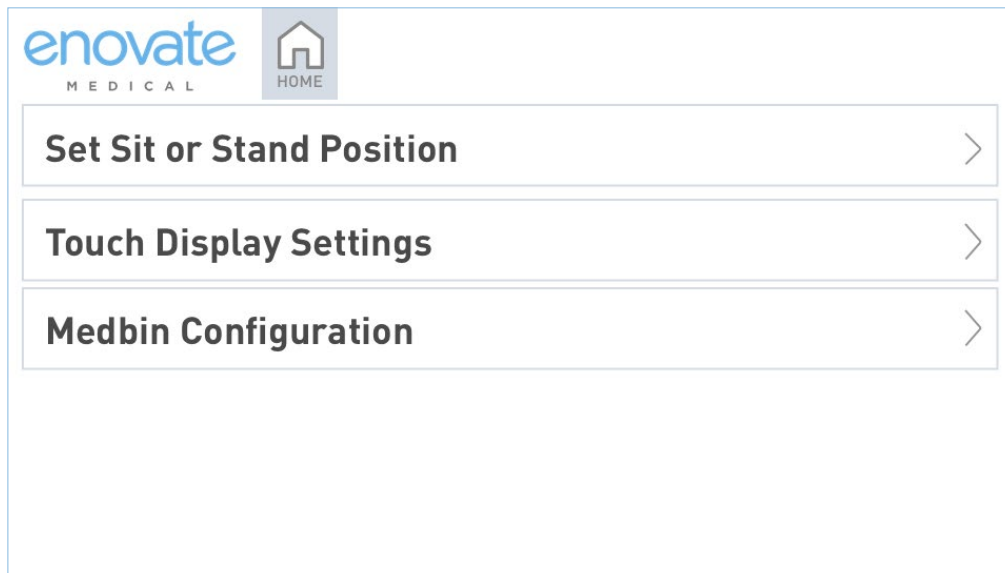 enovate
MEDICAL
HOME
Set Sit or Stand Position
Touch Display Settings
Medbin Configuration